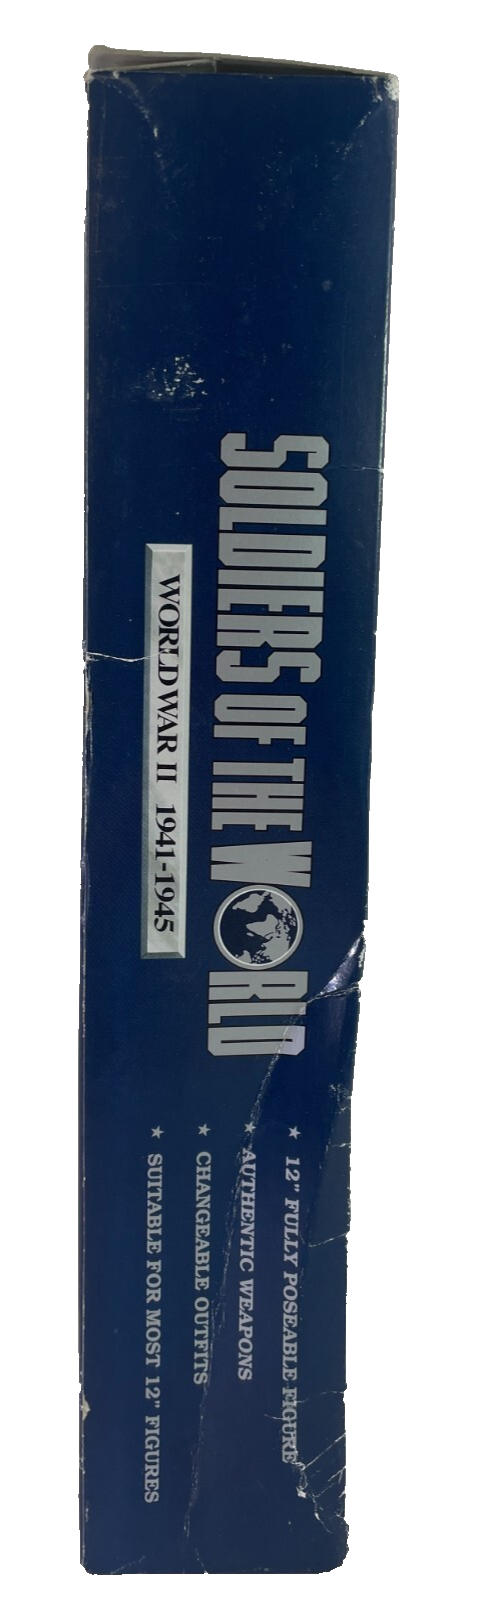 SOLDIERS OF THE WORLD
WORLD WAR II 1941-1945
★ 12" FULLY POSEABLE FIGURE
★ AUTHENTIC WEAPONS
★ CHANGEABLE OUTFITS
★ SUITABLE FOR MOST 12" FIGURES